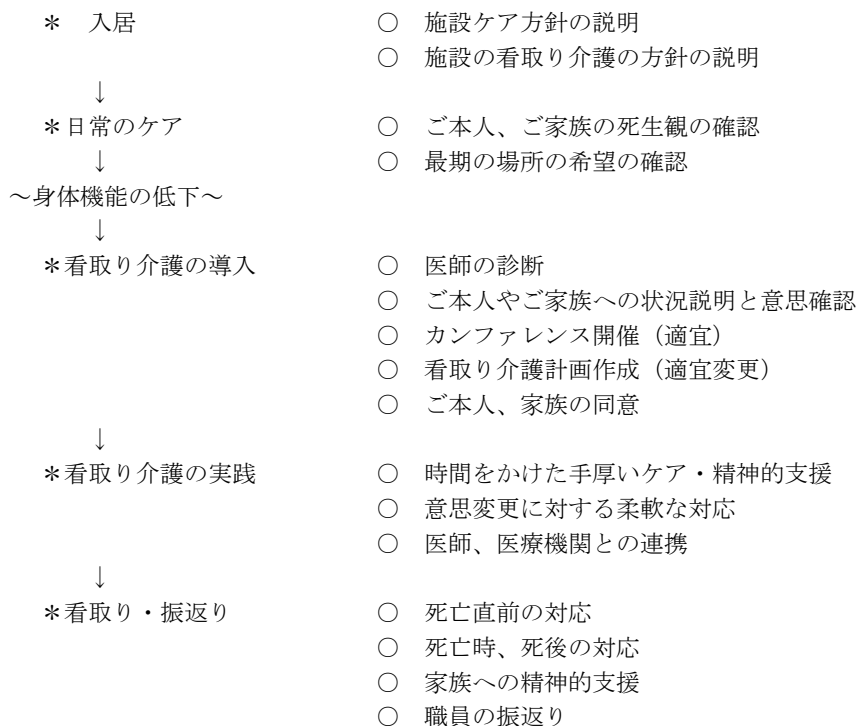 ＊　入居　　　　　　　　○　施設ケア方針の説明
○　施設の看取り介護の方針の説明
↓
＊日常のケア　　　　　　○　ご本人、ご家族の死生観の確認
↓　　　　　　　　　　　○　最期の場所の希望の確認
～身体機能の低下～
↓
＊看取り介護の導入　　　○　医師の診断
○　ご本人やご家族への状況説明と意思確認
○　カンファレンス開催（適宜）
○　看取り介護計画作成（適宜変更）
○　ご本人、家族の同意
↓
＊看取り介護の実践　　　○　時間をかけた手厚いケア・精神的支援
○　意思変更に対する柔軟な対応
○　医師、医療機関との連携
↓
＊看取り・振返り　　　　○　死亡直前の対応
○　死亡時、死後の対応
○　家族への精神的支援
○　職員の振返り